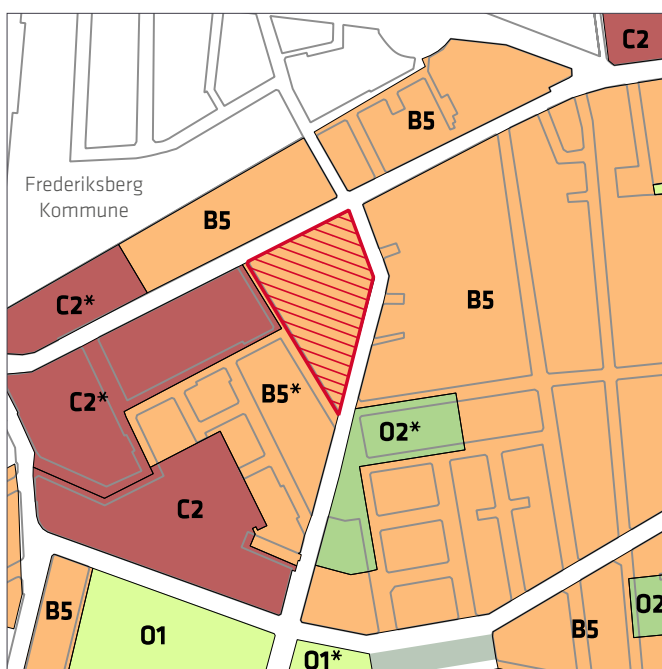 C2
B5
Frederiksberg
Kommune
B5
C2*
B5
B5*
C2*
O2*
C2
B5
O1
O1*
B5
O2